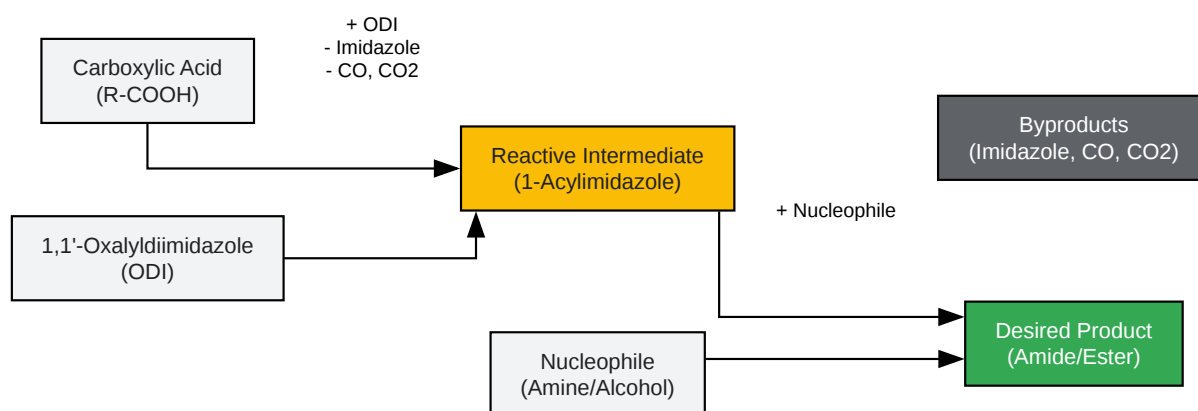 + ODI
- Imidazole
- CO, CO2
Carboxylic Acid
(R-COOH)
Byproducts
(Imidazole, CO, CO2)
Reactive Intermediate
(1-Acylimidazole)
+ Nucleophile
1,1'-Oxalyldiimidazole
(ODI)
Desired Product
(Amide/Ester)
Nucleophile
(Amine/Alcohol)